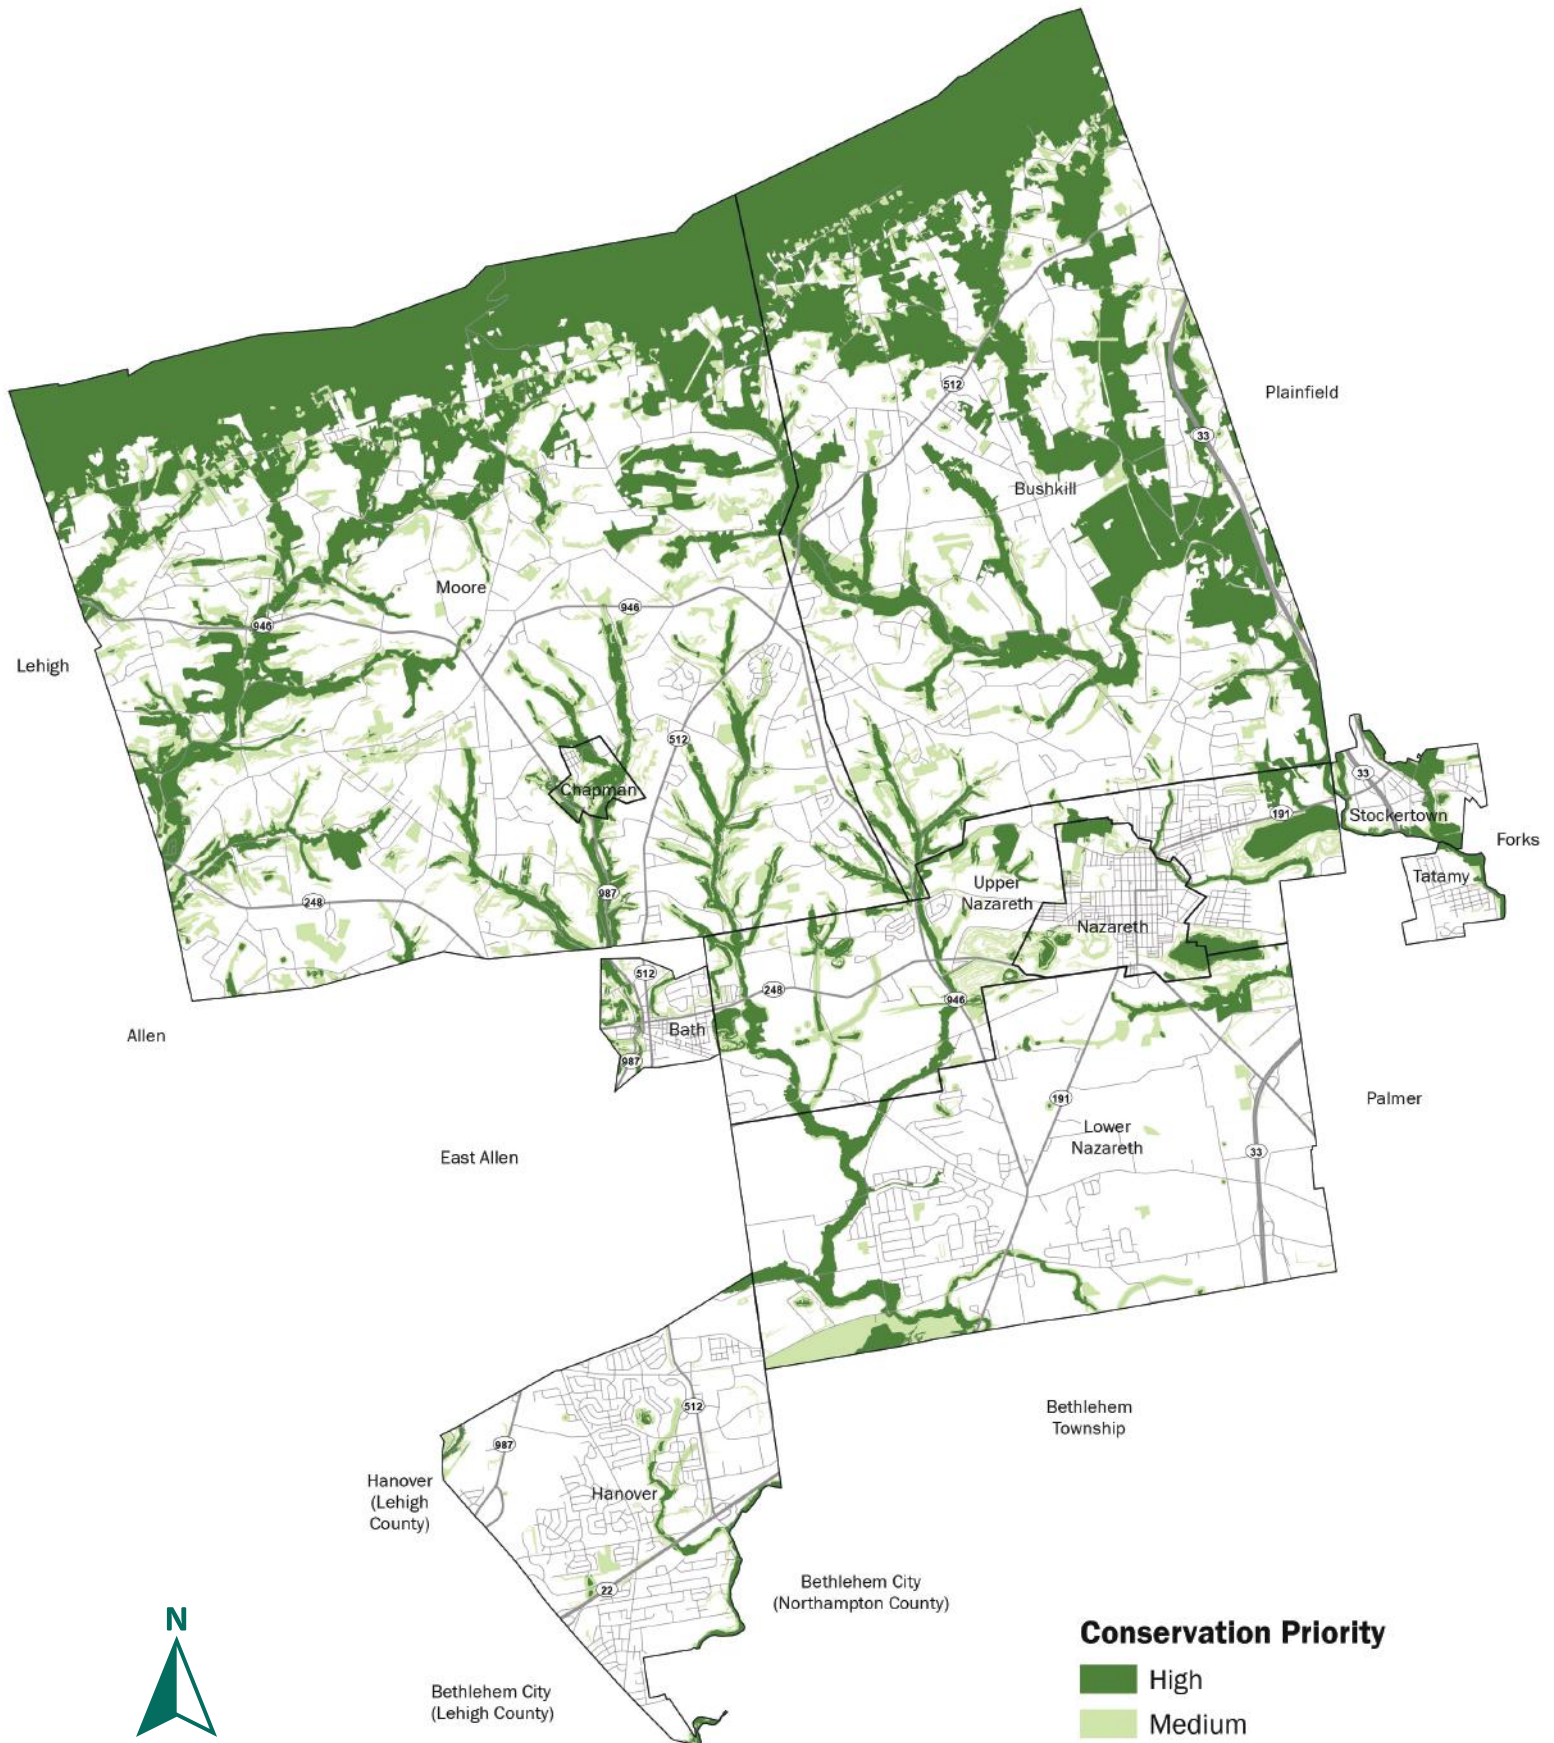 Plainfield
512
33
Bushkill
Moore
946
946
Lehigh
512
33
Chapman
191
Stockertown
Forks
Tatamy
Upper
Nazareth
987
248
Nazareth
512
248
946
Bath
Allen
987
191
Palmer
Lower
Nazareth
East Allen
33
512
Bethlehem
Township
987
Hanover
(Lehigh
County)
Hanover
22
Bethlehem City
(Northampton County)
N
Conservation Priority
High
Bethlehem City
(Lehigh County)
Medium